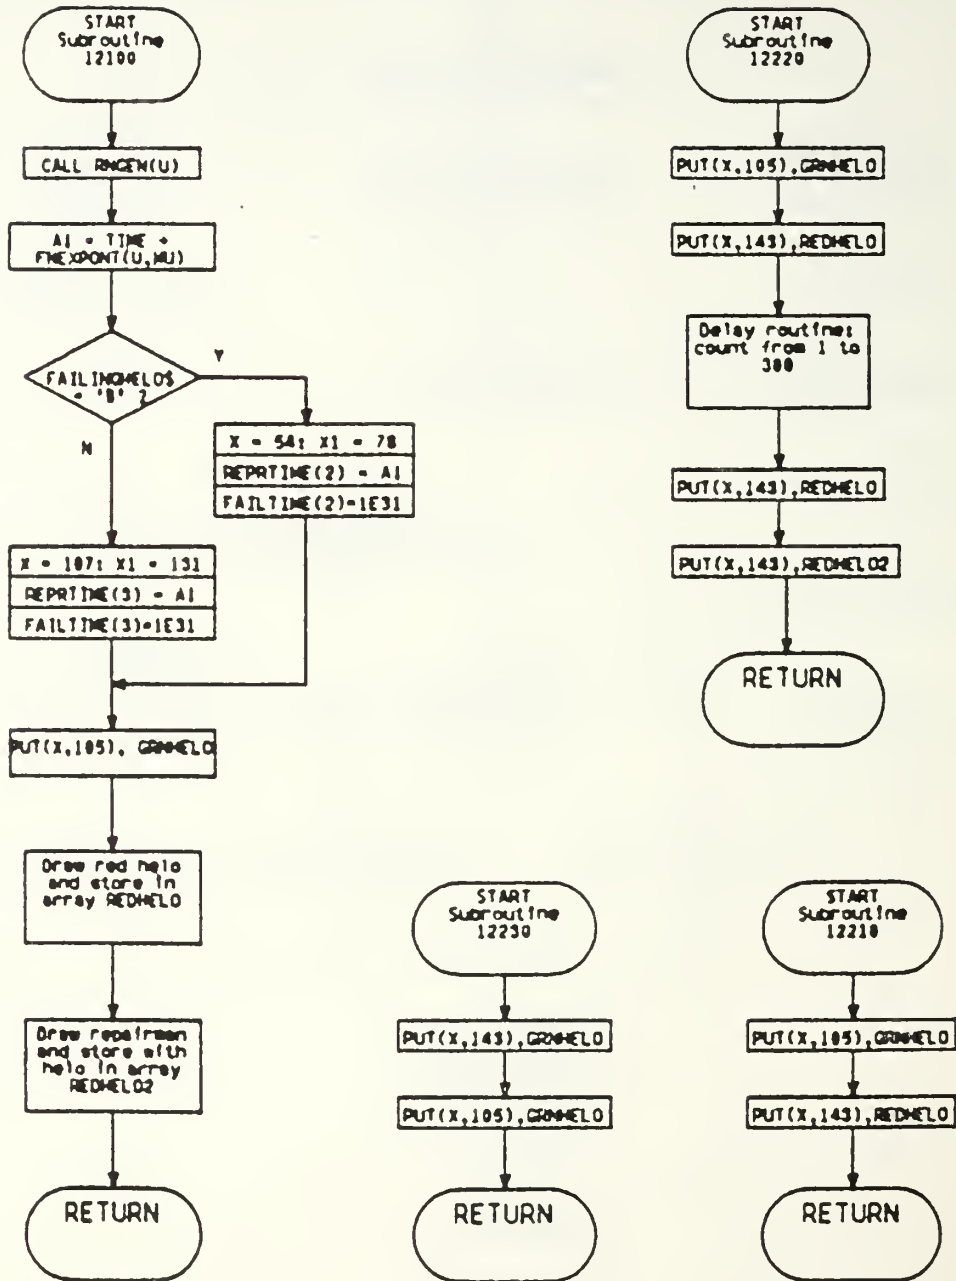 START
Subroutine
12100
CALL RNGEN(U)
A1 = TIME +
FNEXPONT(U,MU)
FAILINGHELO$
= 'B' ?
Y
N
X = 54: X1 = 78
REPRTIME(2) = A1
FAILTIME(2)=1E31
X = 107: X1 = 131
REPRTIME(3) = A1
FAILTIME(3)=1E31
PUT(X,105), GRNHELO
Draw red helo
and store in
array REDHELO
Draw repairman
and store with
helo in array
REDHELO2
RETURN
START
Subroutine
12220
PUT(X,105),GRNHELO
PUT(X,143),REDHELO
Delay routine:
count from 1 to
300
PUT(X,143),REDHELO
PUT(X,143),REDHELO2
RETURN
START
Subroutine
12230
PUT(X,143),GRNHELO
PUT(X,105),GRNHELO
RETURN
START
Subroutine
12210
PUT(X,105),GRNHELO
PUT(X,143),REDHELO
RETURN